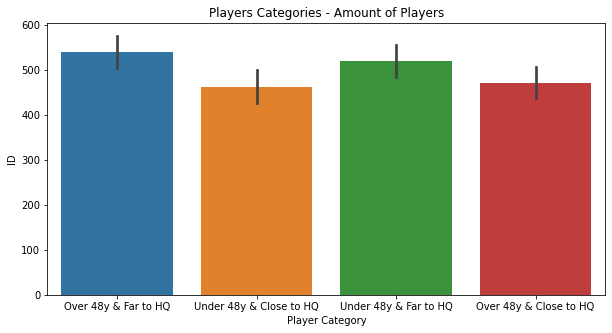 Players Categories - Amount of Players
600
500
400
300
200
100
0
ID
Over 48y & Far to HQ
Under 48y & Close to HQ
Under 48y & Far to HQ
Over 48y & Close to HQ
Player Category